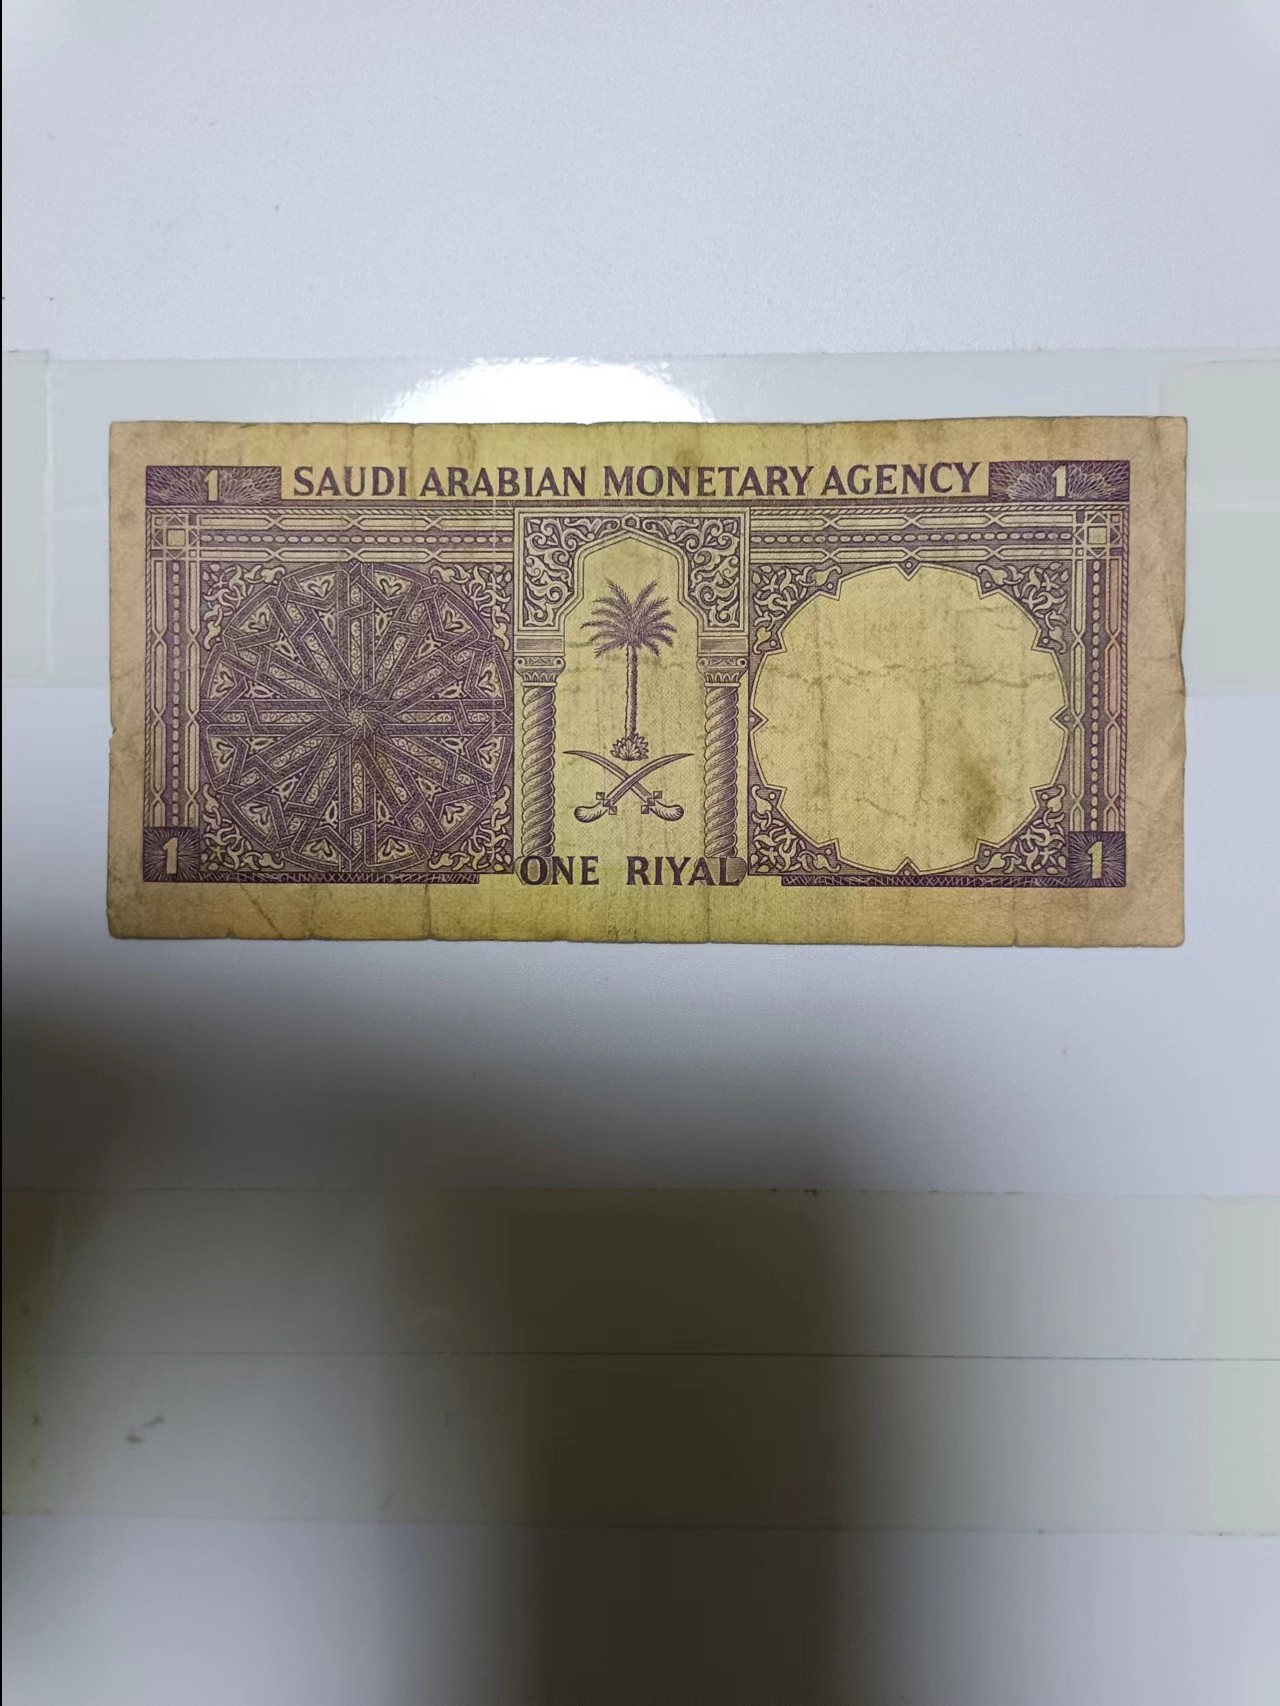 1 SAUDI ARABIAN MONETARY AGENCY 1
1 ONE RIYAL 1